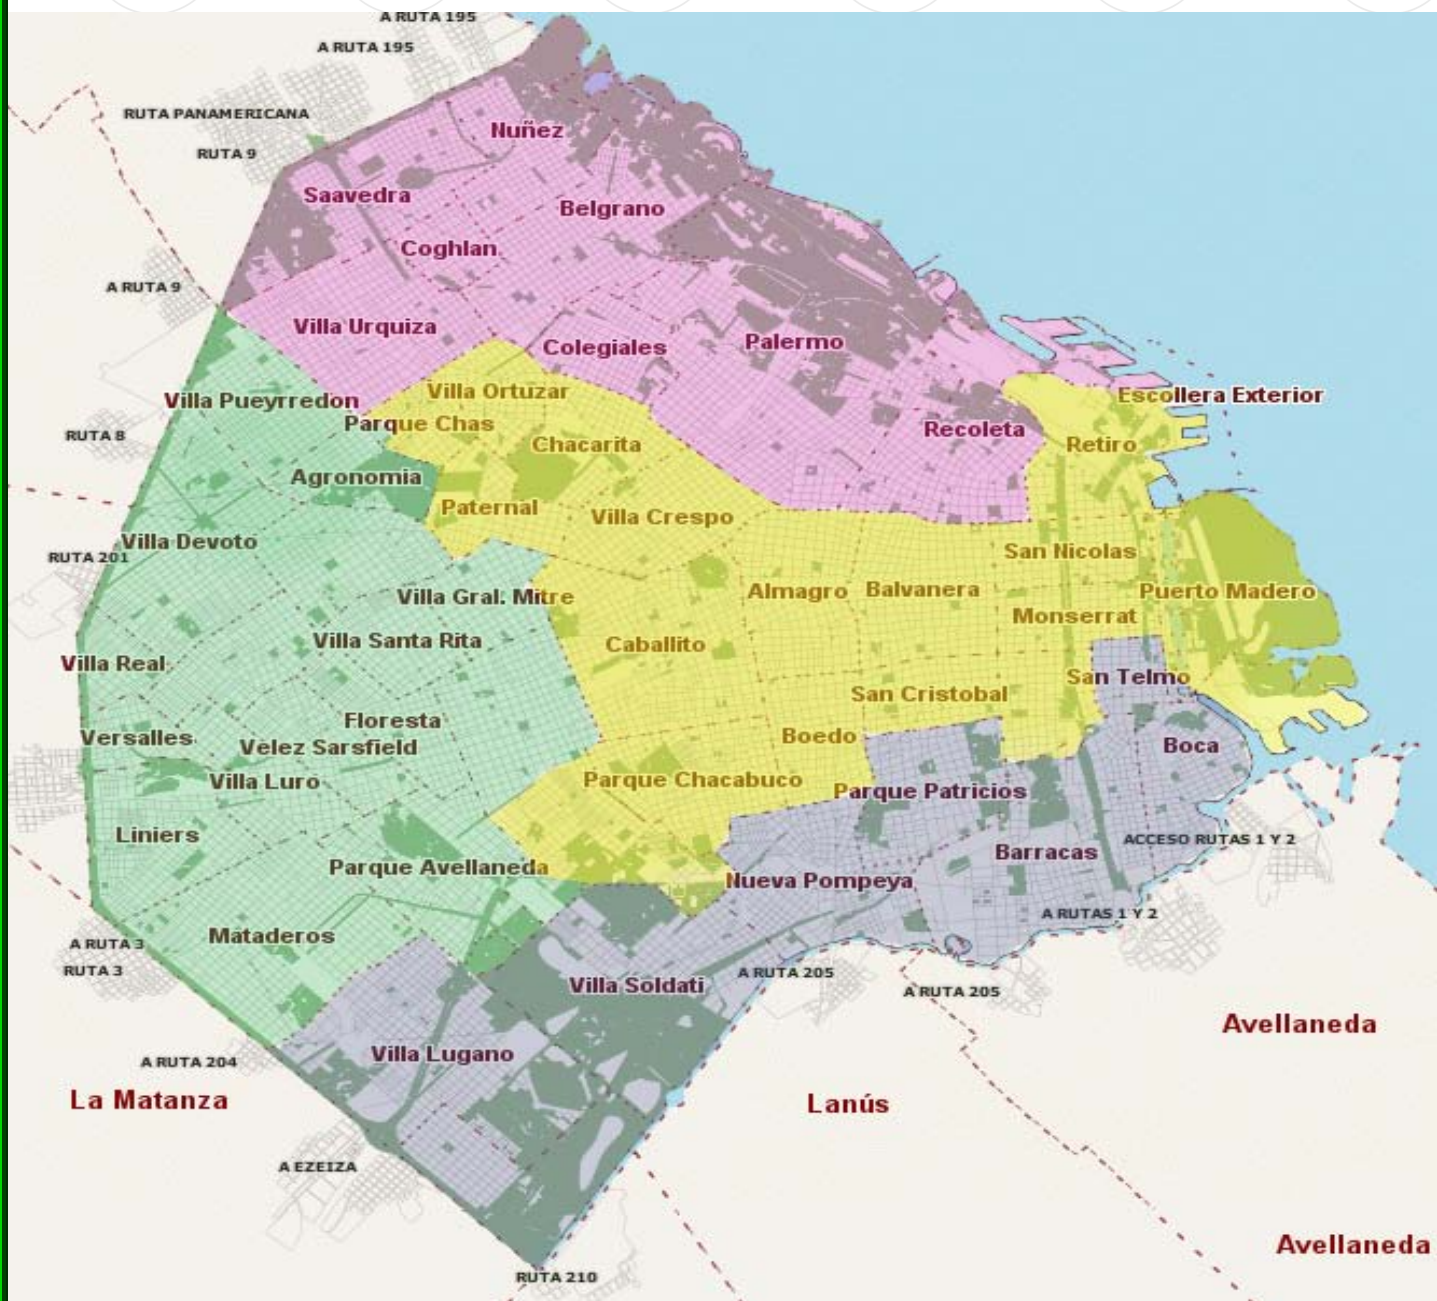 A RUTA 195
A RUTA 195
RUTA PANAMERICANA
Nuñez
RUTA 9
Saavedra
Belgrano
Coghlan
A RUTA 9
Villa Urquiza
Palermo
Colegiales
Villa Ortuzar
Escollera Exterior
Villa Pueyrredon
Parque Chas
Recoleta
RUTA 8
Chacarita
Retiro
Agronomia
Paternal
Villa Crespo
Villa Devoto
San Nicolas
RUTA 201
Almagro
Balvanera
Puerto Madero
Villa Gral. Mitre
Monserrat
Villa Santa Rita
Caballito
Villa Real
San Telmo
San Cristobal
Floresta
Boedo
Versalles
Velez Sarsfield
Boca
Villa Luro
Parque Chacabuco
Parque Patricios
Liniers
ACCESO RUTAS 1 Y 2
Barracas
Parque Avellaneda
Nueva Pompeya
A RUTAS 1 Y 2
Mataderos
A RUTA 3
RUTA 3
A RUTA 205
Villa Soldati
A RUTA 205
Avellaneda
Villa Lugano
A RUTA 204
La Matanza
Lanús
A EZEIZA
Avellaneda
RUTA 210